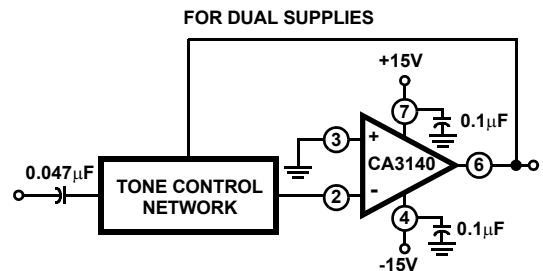 FOR DUAL SUPPLIES
+15V
7
0.1μF
3
+
CA3140
6
0.047μF
TONE CONTROL
NETWORK
2
-
4
0.1μF
-15V